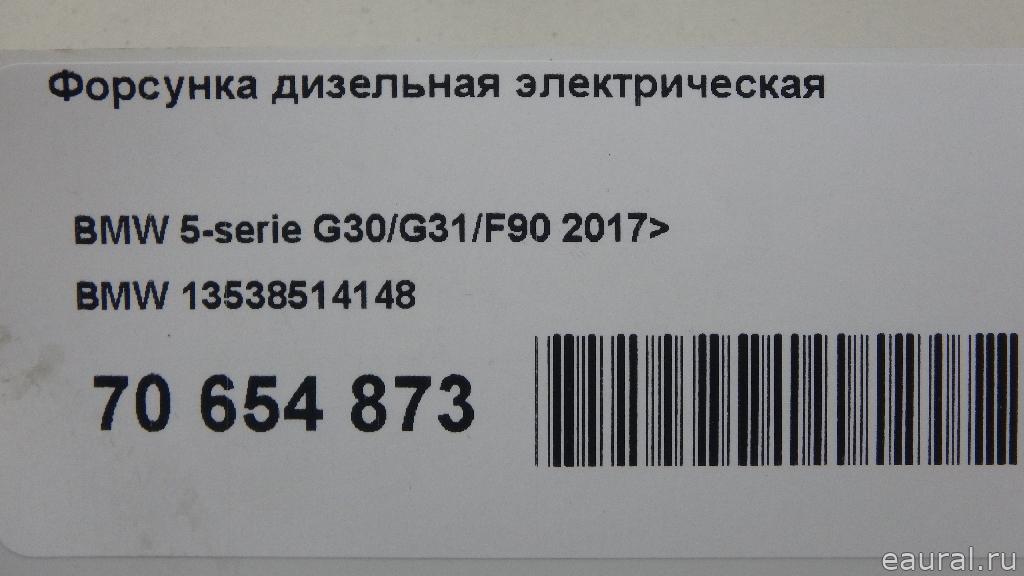 Форсунка дизельная электрическая
BMW 5-serie G30/G31/F90 2017>
BMW 13538514148
70 654 873
eaural.ru